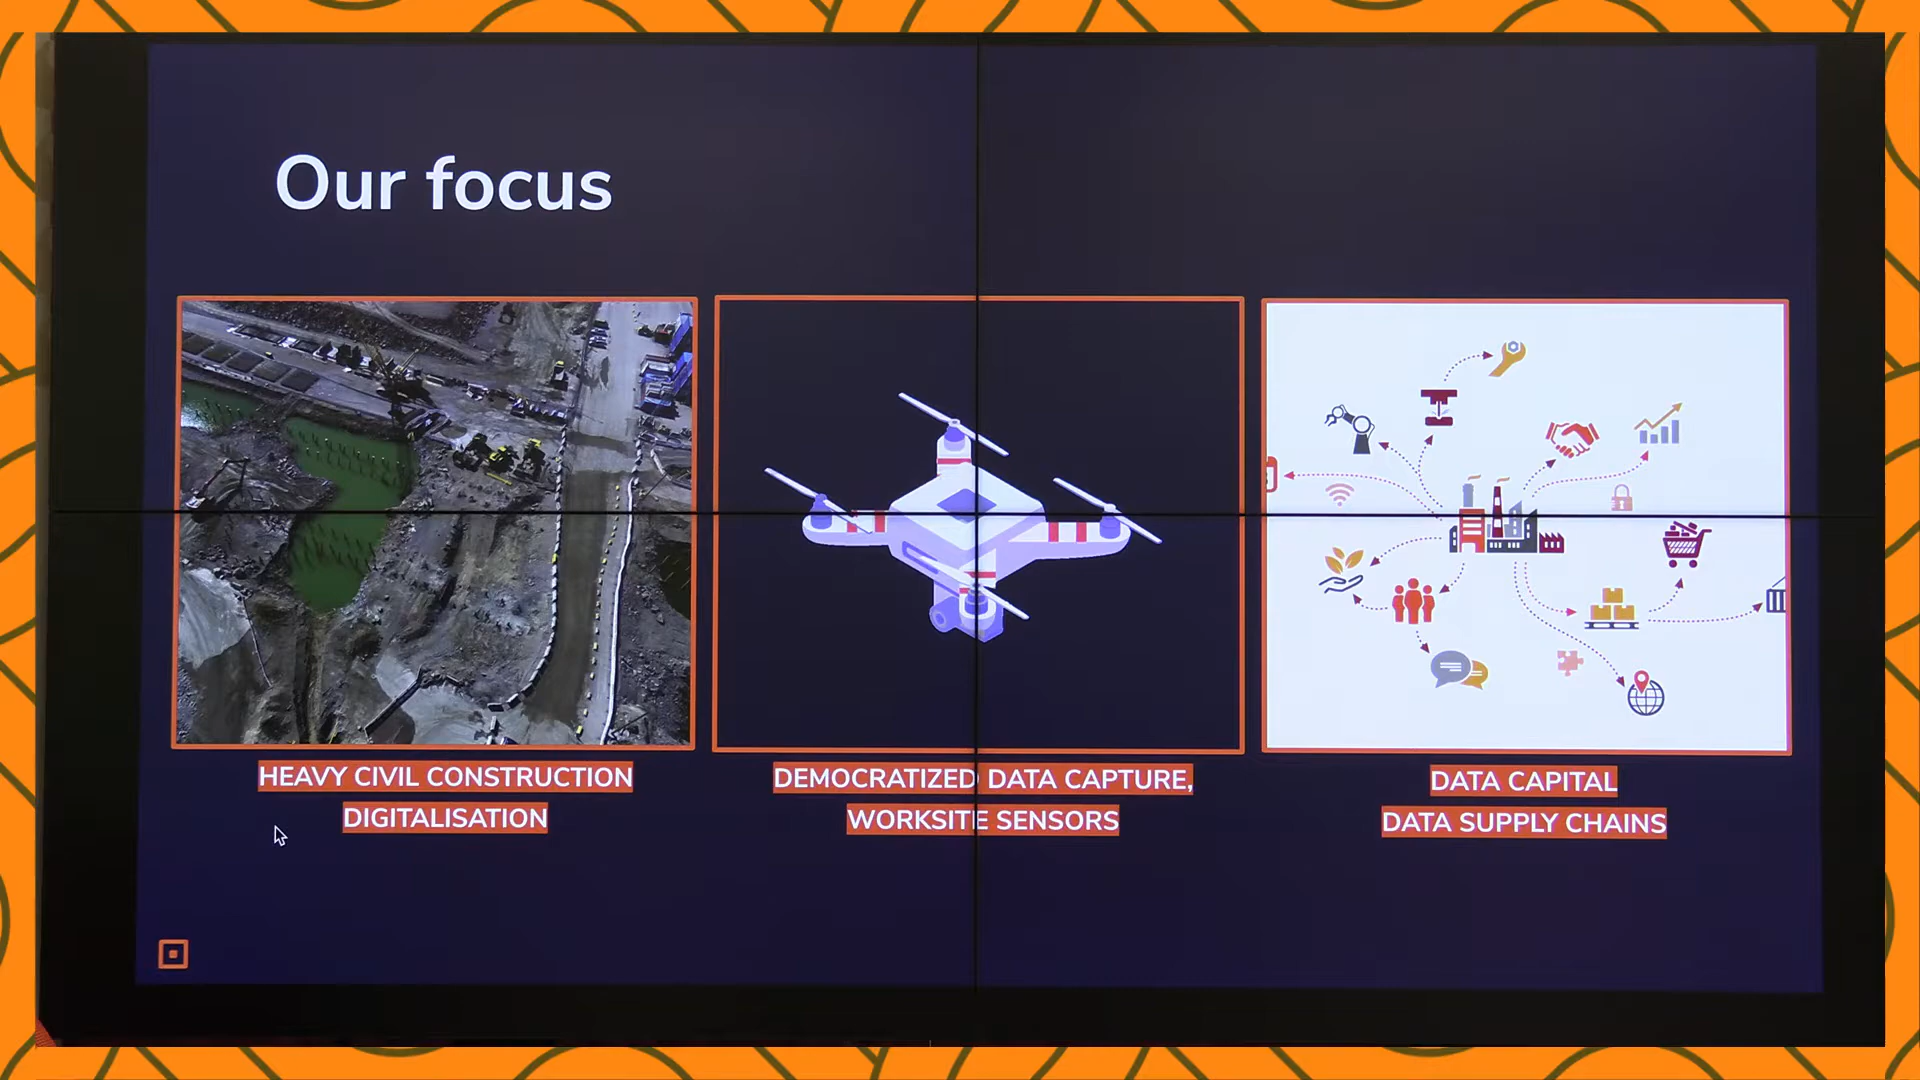 Our focus
HEAVY CIVIL CONSTRUCTION
DIGITALISATION
DEMOCRATIZED DATA CAPTURE,
WORKSITE SENSORS
DATA CAPITAL
DATA SUPPLY CHAINS